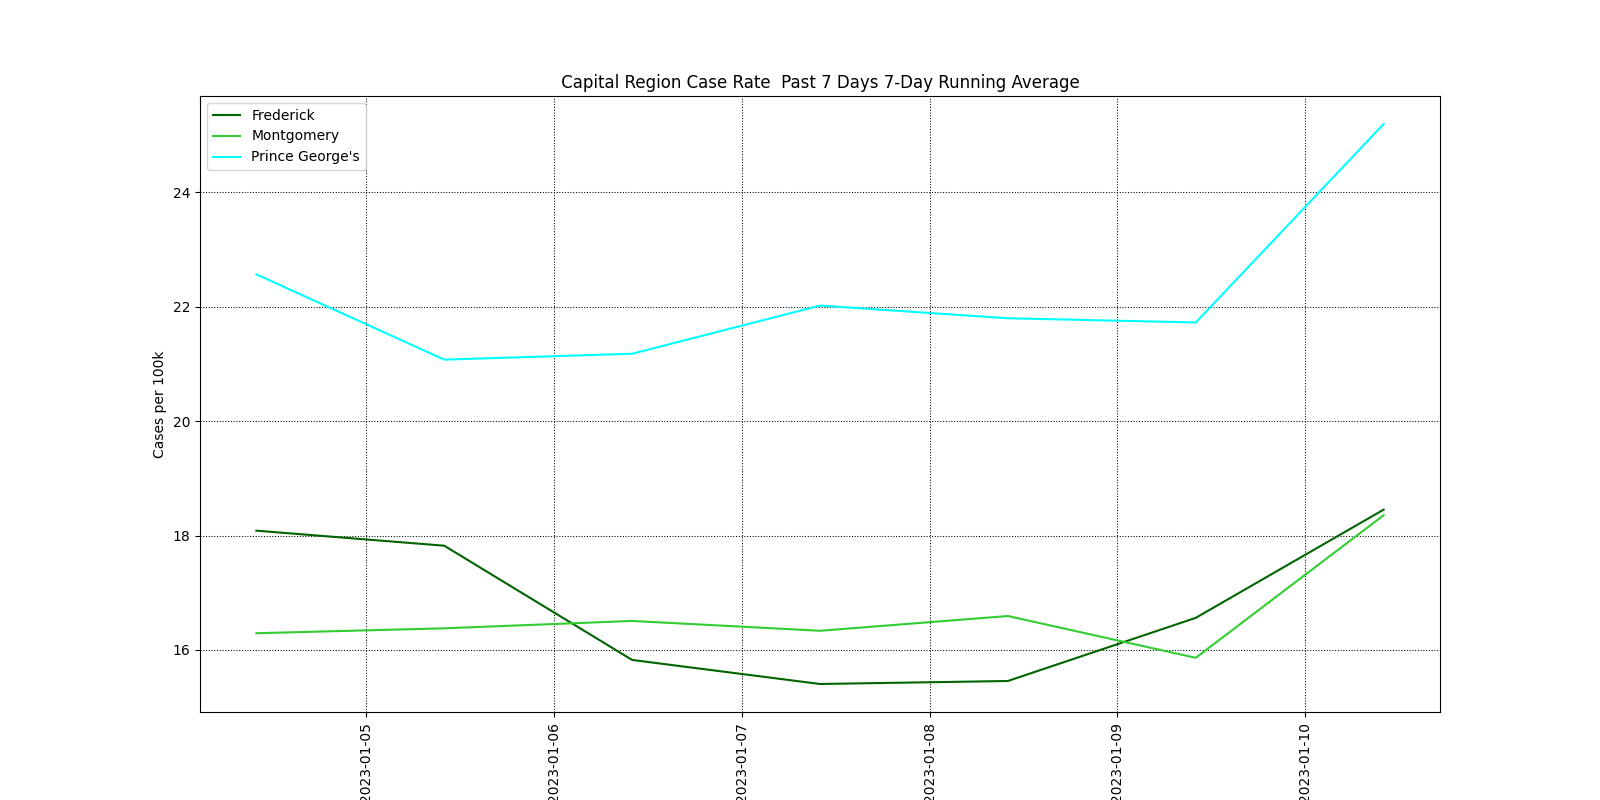 Capital Region Case Rate  Past 7 Days 7-Day Running Average
Frederick
Montgomery
Prince George's
Cases per 100k
24
22
20
18
16
2023-01-05
2023-01-06
2023-01-07
2023-01-08
2023-01-09
2023-01-10